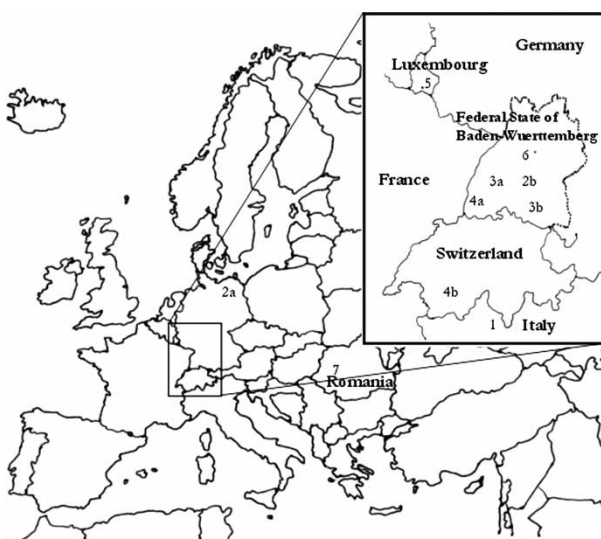 Germany
Luxembourg
5
Federal State of
Baden-Wuerttemberg
6
France
3a 2b
4a 3b
Switzerland
4b
1 Italy
2a
7
Romania